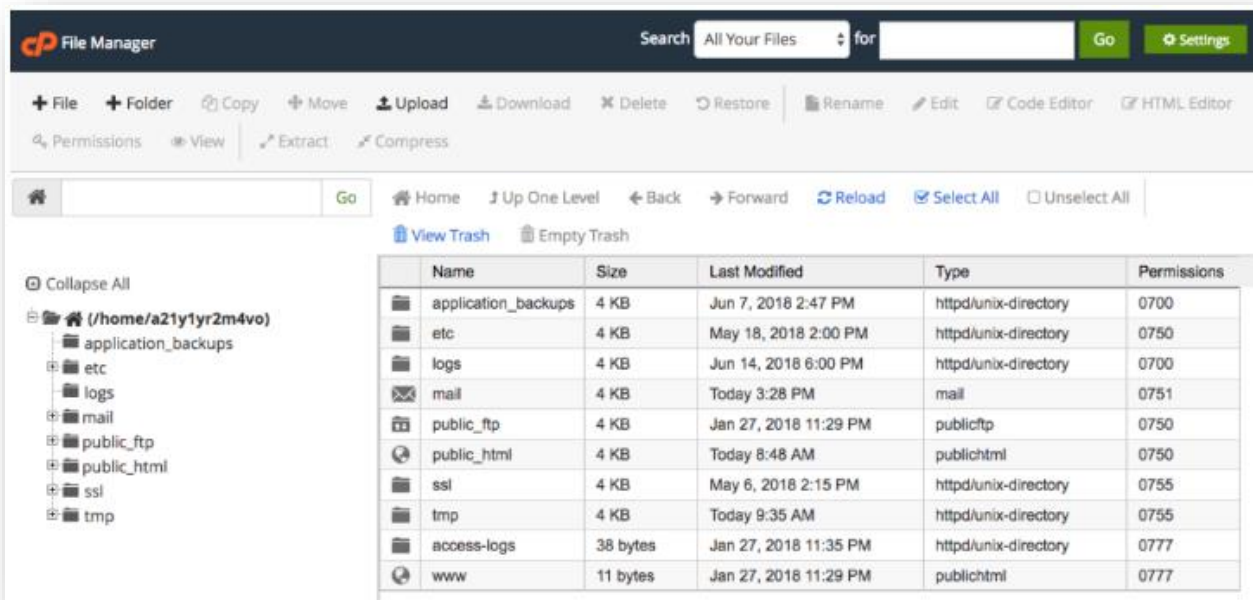 cP File Manager Search All Your Files for Go Settings
File Folder Copy Move Upload Download Delete Restore Rename Edit Code Editor HTML Editor
Permissions View Extract Compress
Go Home Up One Level Back Forward Reload Select All Unselect All
View Trash Empty Trash
Collapse All
(/home/a21y1yr2m4vo)
application_backups
etc
logs
mail
public_ftp
public_html
ssl
tmp
Name Size Last Modified Type Permissions
application_backups 4 KB Jun 7, 2018 2:47 PM httpd/unix-directory 0700
etc 4 KB May 18, 2018 2:00 PM httpd/unix-directory 0750
logs 4 KB Jun 14, 2018 6:00 PM httpd/unix-directory 0700
mail 4 KB Today 3:28 PM mail 0751
public_ftp 4 KB Jan 27, 2018 11:29 PM publicftp 0750
public_html 4 KB Today 8:48 AM publichtml 0750
ssl 4 KB May 6, 2018 2:15 PM httpd/unix-directory 0755
tmp 4 KB Today 9:35 AM httpd/unix-directory 0755
access-logs 38 bytes Jan 27, 2018 11:35 PM httpd/unix-directory 0777
www 11 bytes Jan 27, 2018 11:29 PM publichtml 0777